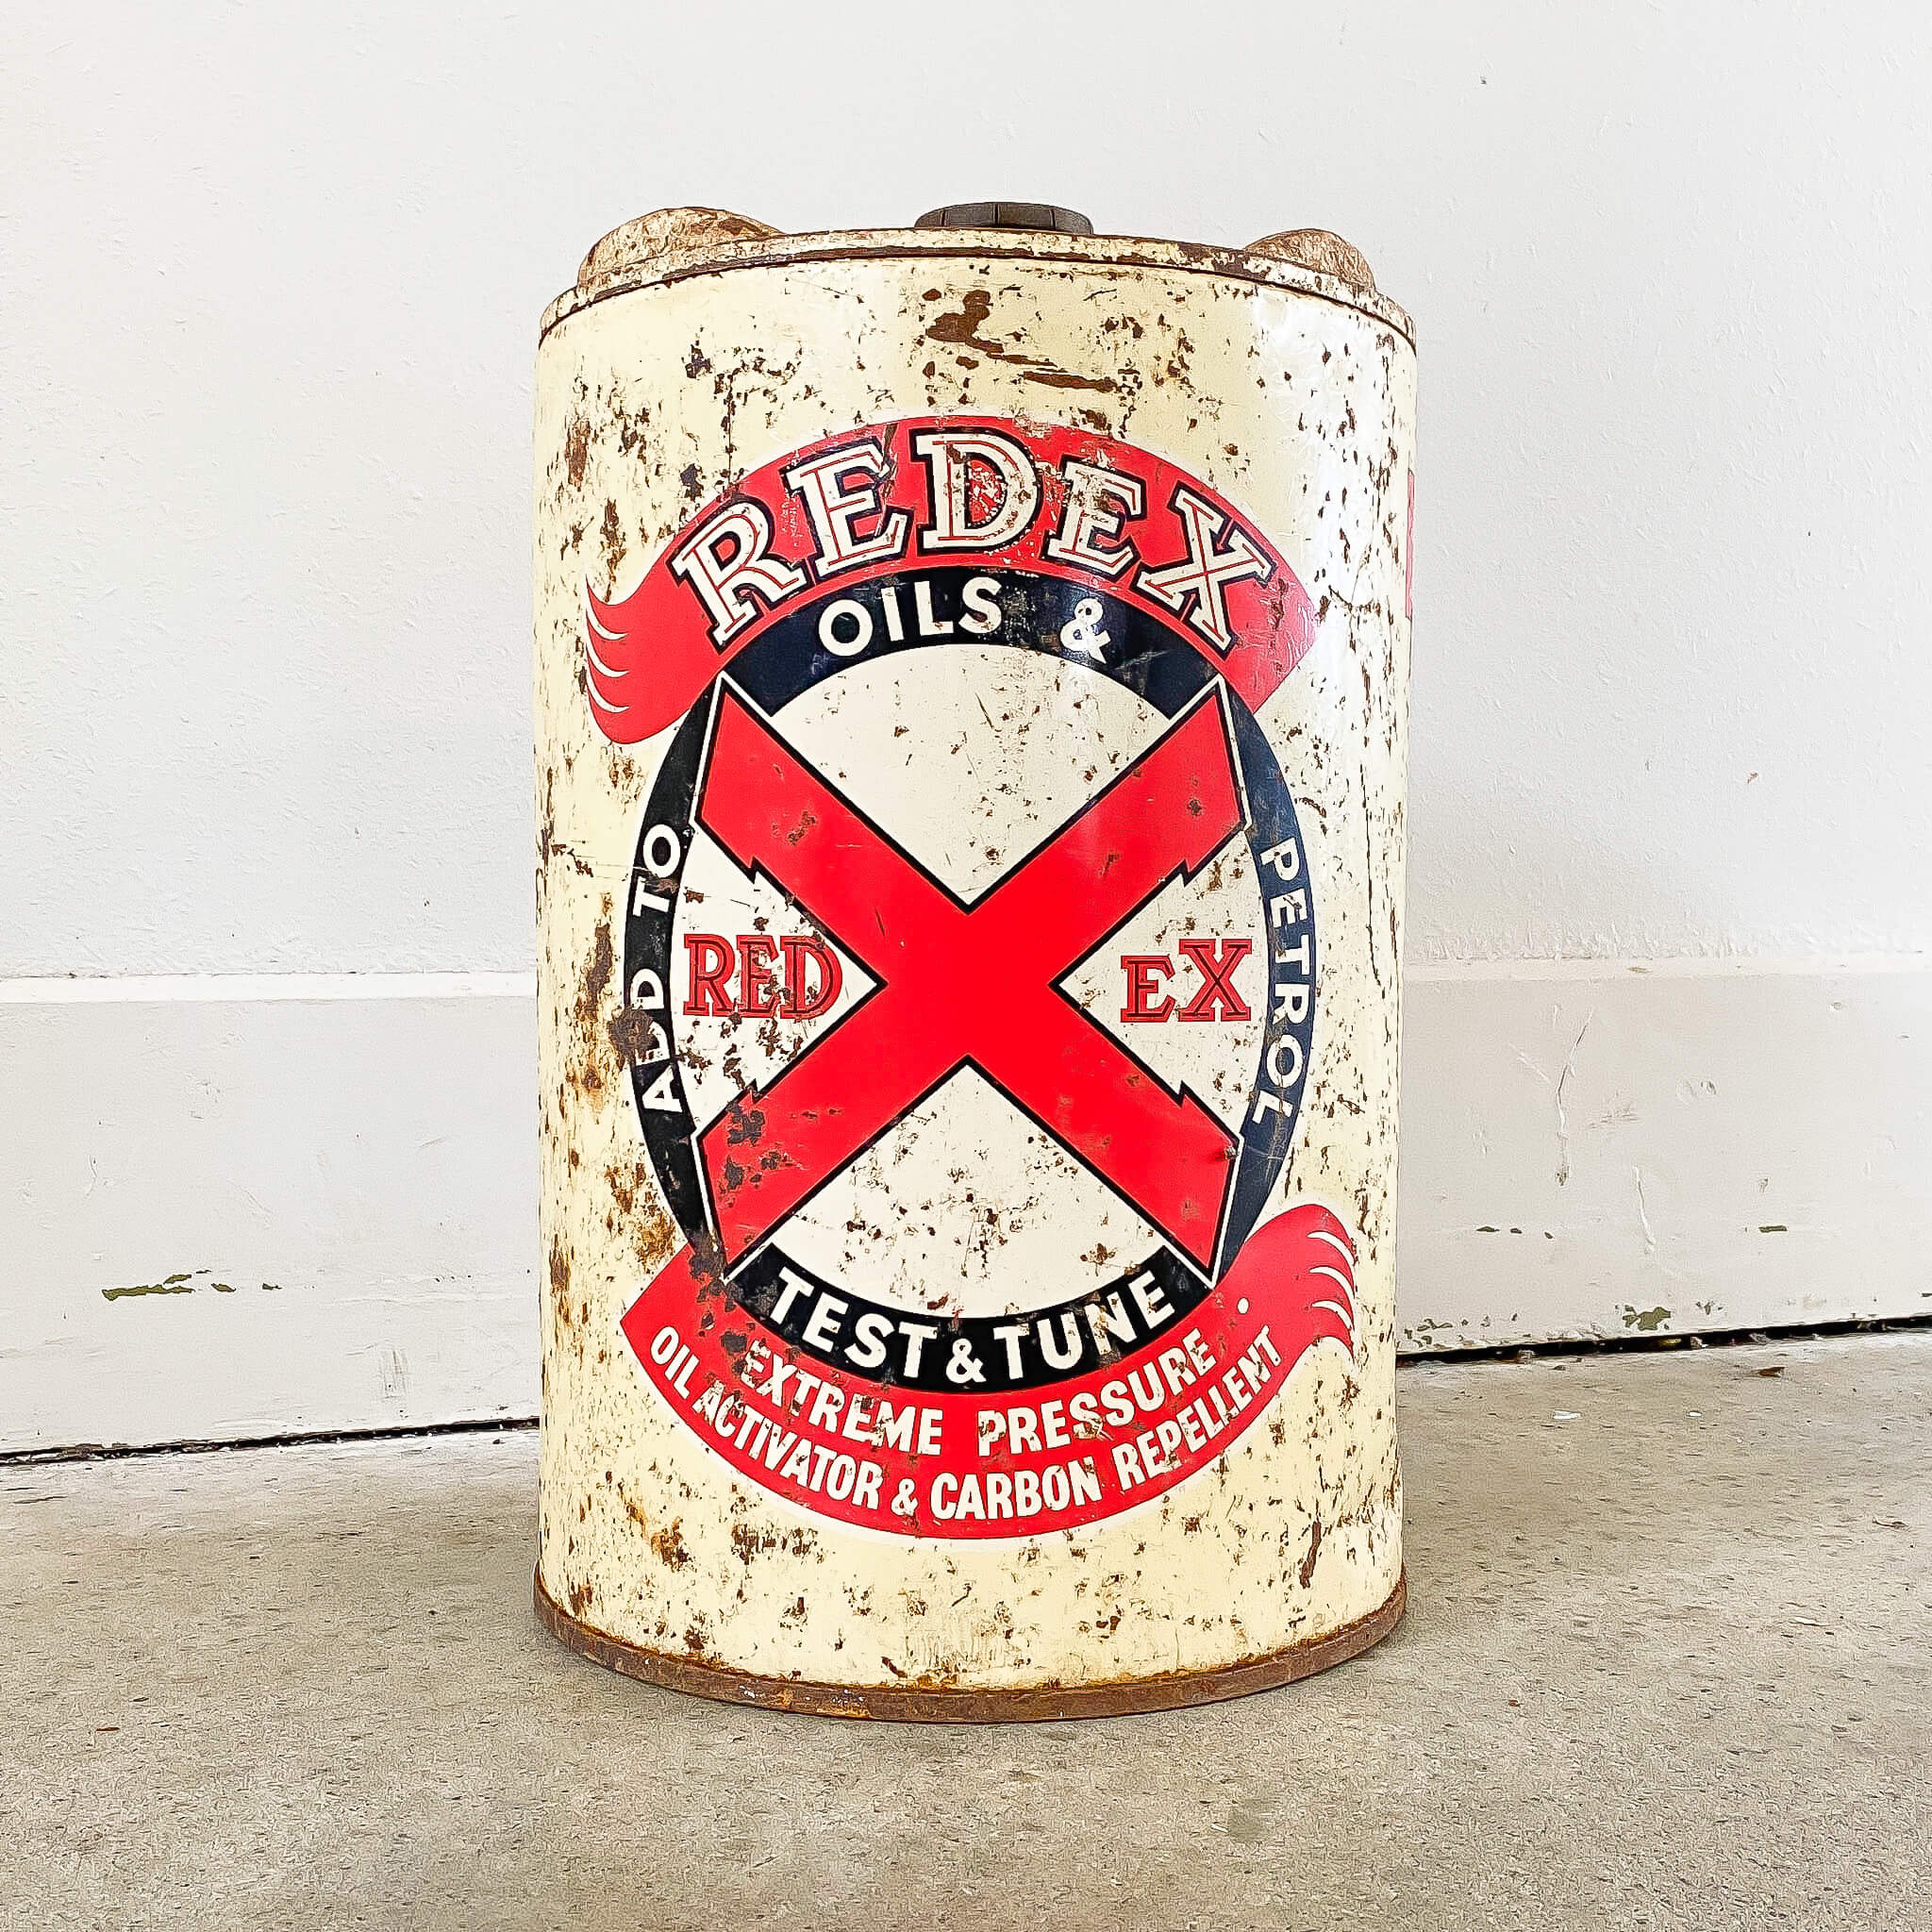 REDEX
OILS &
ADD TO
PETROL
RED EX
TEST & TUNE
EXTREME PRESSURE
OIL ACTIVATOR & CARBON REPELLENT